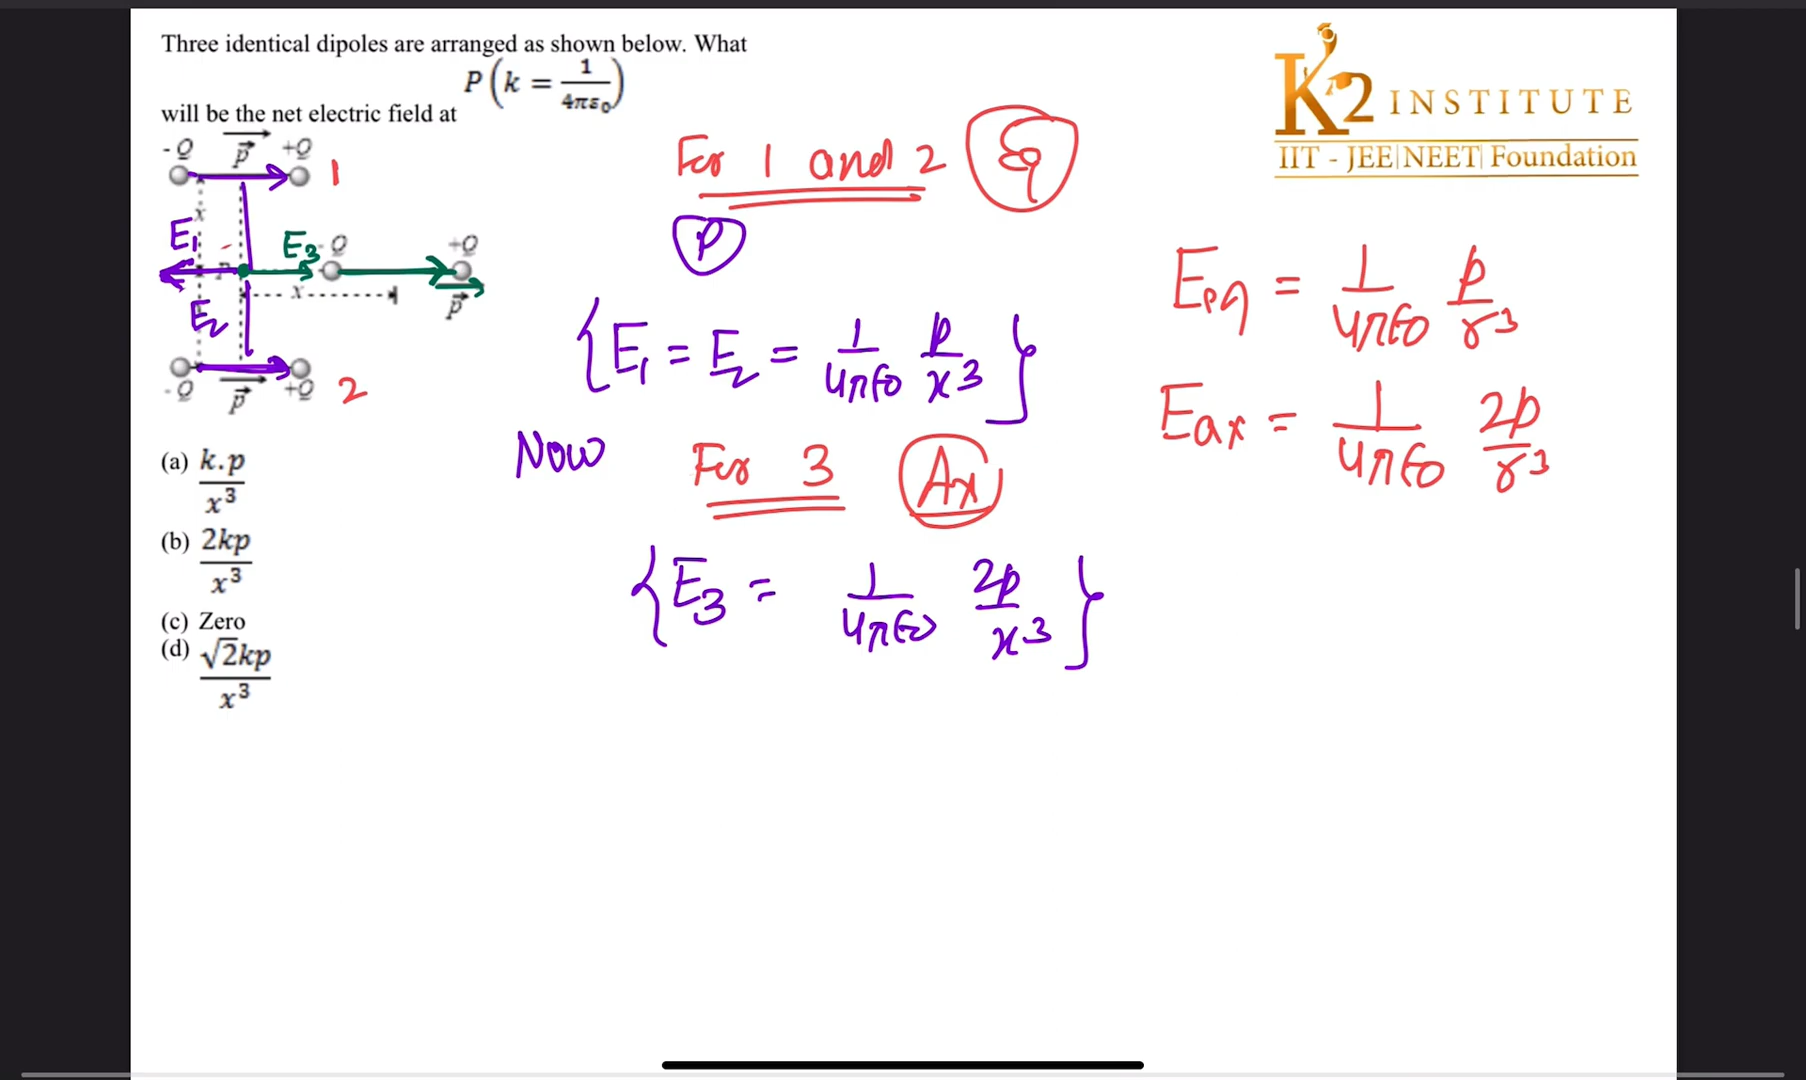 Three identical dipoles are arranged as shown below. What
will be the net electric field at P(k = 1/4πε₀)
-Q p⃗ +Q 1
x
E₁ E₃ -Q +Q
P
E₂ x p⃗
-Q p⃗ +Q 2
(a) k.p/x³
(b) 2kp/x³
(c) Zero
(d) √2kp/x³
For 1 and 2 Eq
P
{E₁ = E₂ = 1/4πε₀ p/x³}
Now For 3 Ax
{E₃ = 1/4πε₀ 2p/x³}
K2 INSTITUTE
IIT - JEE|NEET| Foundation
Eeq = 1/4πε₀ p/r³
Eax = 1/4πε₀ 2p/r³